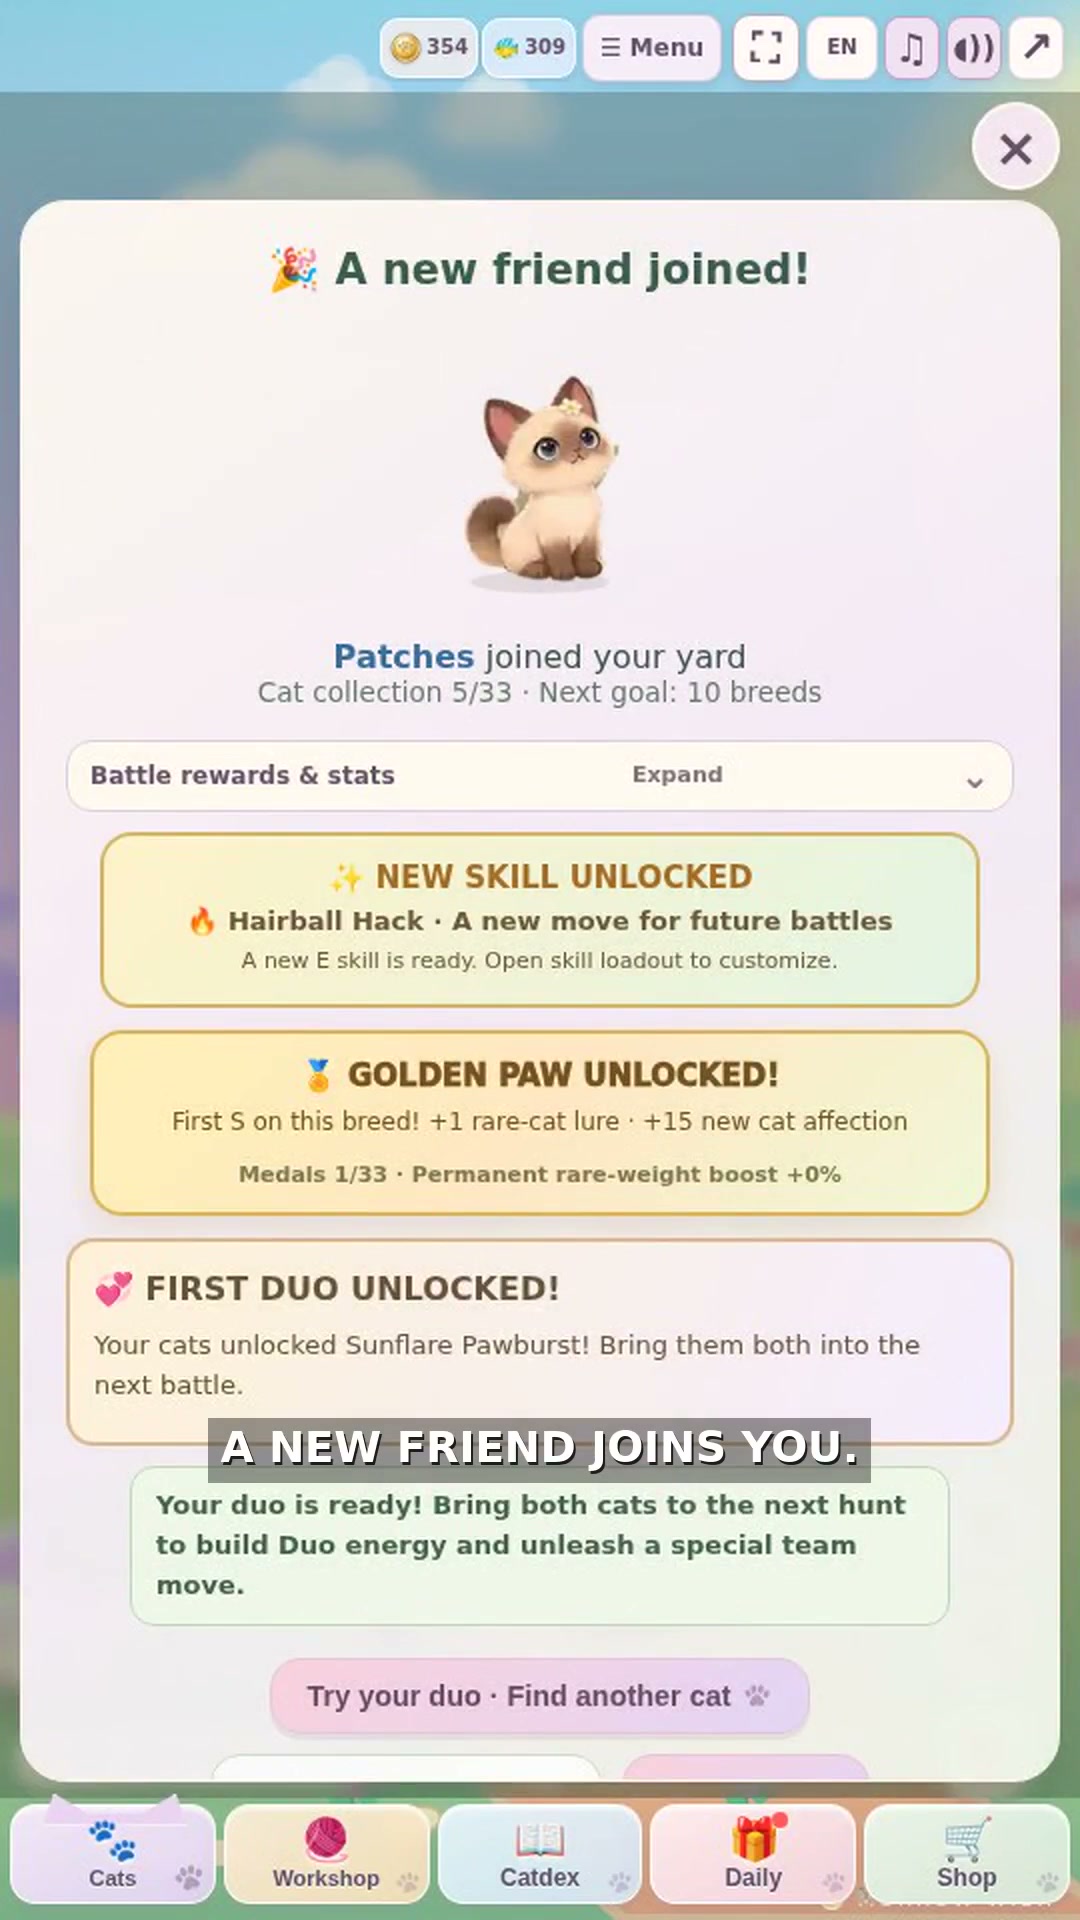 354
309
☰ Menu
EN
🎉 A new friend joined!
Patches joined your yard
Cat collection 5/33 · Next goal: 10 breeds
Battle rewards & stats
Expand
✨ NEW SKILL UNLOCKED
🔥 Hairball Hack · A new move for future battles
A new E skill is ready. Open skill loadout to customize.
🏅 GOLDEN PAW UNLOCKED!
First S on this breed! +1 rare-cat lure · +15 new cat affection
Medals 1/33 · Permanent rare-weight boost +0%
💞 FIRST DUO UNLOCKED!
Your cats unlocked Sunflare Pawburst! Bring them both into the
next battle.
A NEW FRIEND JOINS YOU.
Your duo is ready! Bring both cats to the next hunt
to build Duo energy and unleash a special team
move.
Try your duo · Find another cat 🐾
Cats
Workshop
Catdex
Daily
Shop